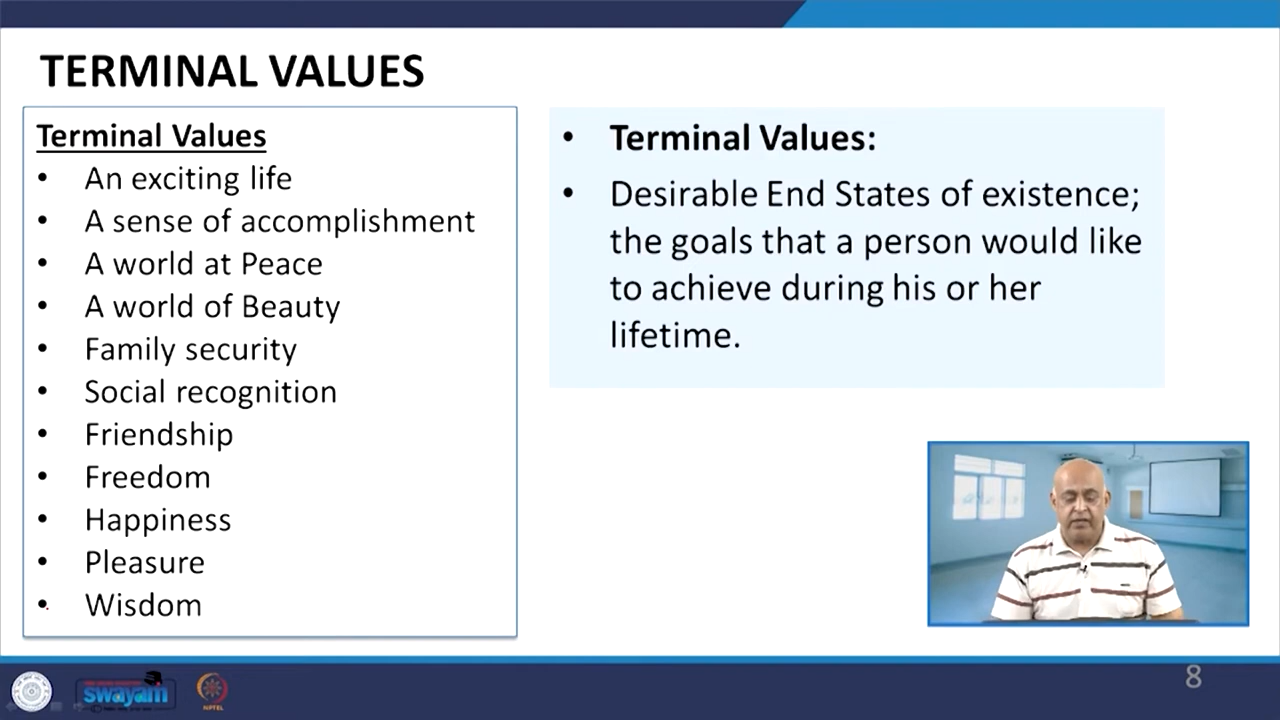 TERMINAL VALUES
Terminal Values
• An exciting life
• A sense of accomplishment
• A world at Peace
• A world of Beauty
• Family security
• Social recognition
• Friendship
• Freedom
• Happiness
• Pleasure
• Wisdom
• Terminal Values:
• Desirable End States of existence;
the goals that a person would like
to achieve during his or her
lifetime.
swayam
NPTEL
8